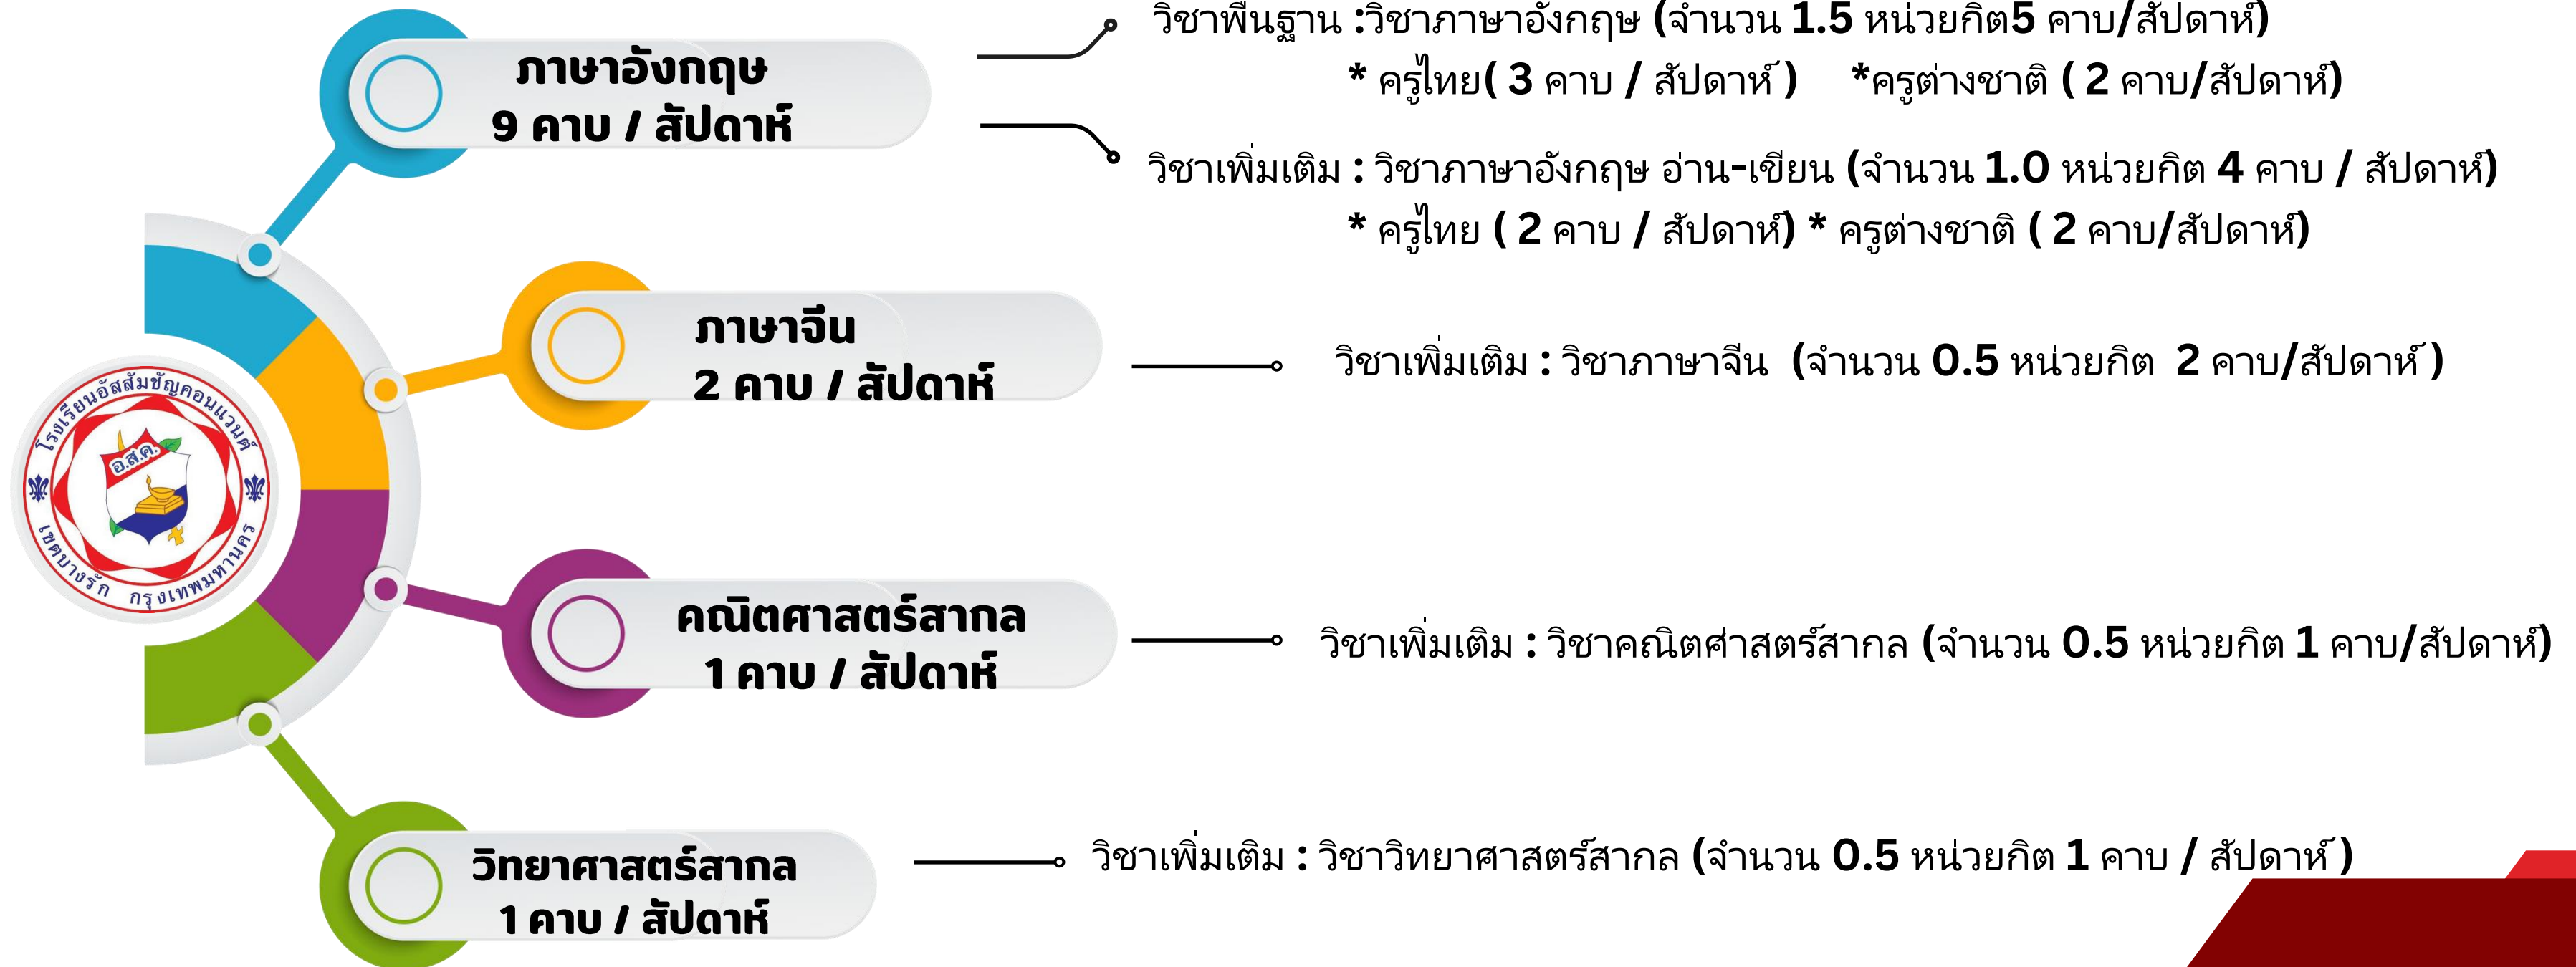 ภาษาอังกฤษ
9 คาบ / สัปดาห์
วิชาพื้นฐาน :วิชาภาษาอังกฤษ (จำนวน 1.5 หน่วยกิต5 คาบ/สัปดาห์)
* ครูไทย( 3 คาบ / สัปดาห์ ) *ครูต่างชาติ ( 2 คาบ/สัปดาห์)
วิชาเพิ่มเติม : วิชาภาษาอังกฤษ อ่าน-เขียน (จำนวน 1.0 หน่วยกิต 4 คาบ / สัปดาห์)
* ครูไทย ( 2 คาบ / สัปดาห์) * ครูต่างชาติ ( 2 คาบ/สัปดาห์)
ภาษาจีน
2 คาบ / สัปดาห์
วิชาเพิ่มเติม : วิชาภาษาจีน (จำนวน 0.5 หน่วยกิต 2 คาบ/สัปดาห์ )
โรงเรียนอัสสัมชัญคอนแวนต์
อ.ส.ค.
เขตบางรัก กรุงเทพมหานคร
คณิตศาสตร์สากล
1 คาบ / สัปดาห์
วิชาเพิ่มเติม : วิชาคณิตศ่าสตร์สากล (จำนวน 0.5 หน่วยกิต 1 คาบ/สัปดาห์)
วิทยาศาสตร์สากล
1 คาบ / สัปดาห์
วิชาเพิ่มเติม : วิชาวิทยาศาสตร์สากล (จำนวน 0.5 หน่วยกิต 1 คาบ / สัปดาห์ )